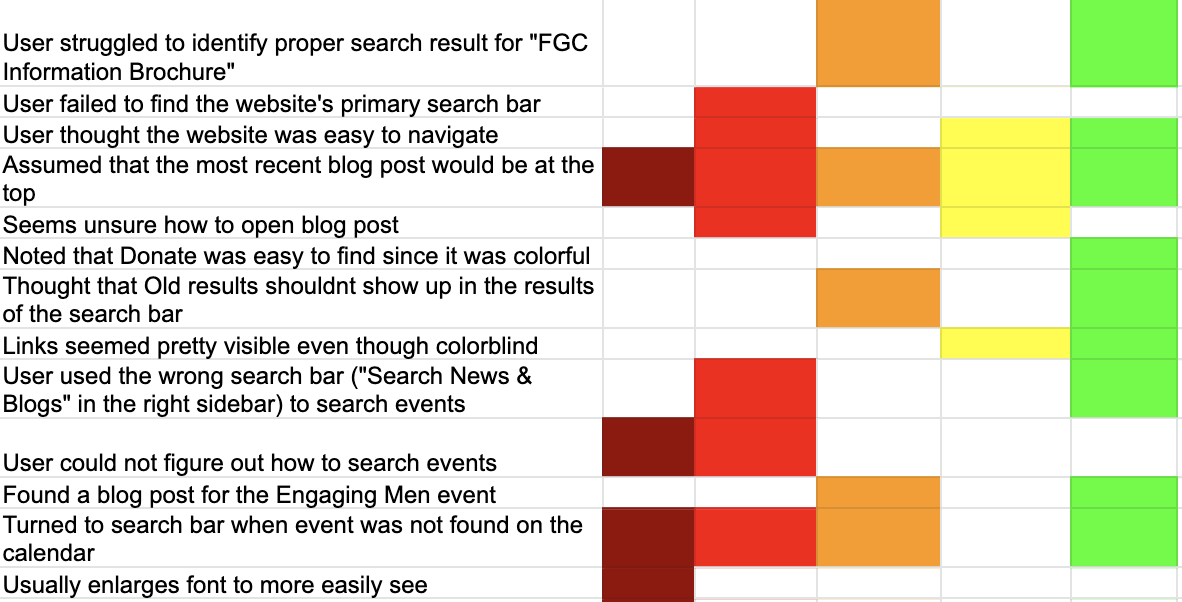 User struggled to identify proper search result for "FGC
Information Brochure"
User failed to find the website's primary search bar
User thought the website was easy to navigate
Assumed that the most recent blog post would be at the
top
Seems unsure how to open blog post
Noted that Donate was easy to find since it was colorful
Thought that Old results shouldnt show up in the results
of the search bar
Links seemed pretty visible even though colorblind
User used the wrong search bar ("Search News &
Blogs" in the right sidebar) to search events
User could not figure out how to search events
Found a blog post for the Engaging Men event
Turned to search bar when event was not found on the
calendar
Usually enlarges font to more easily see